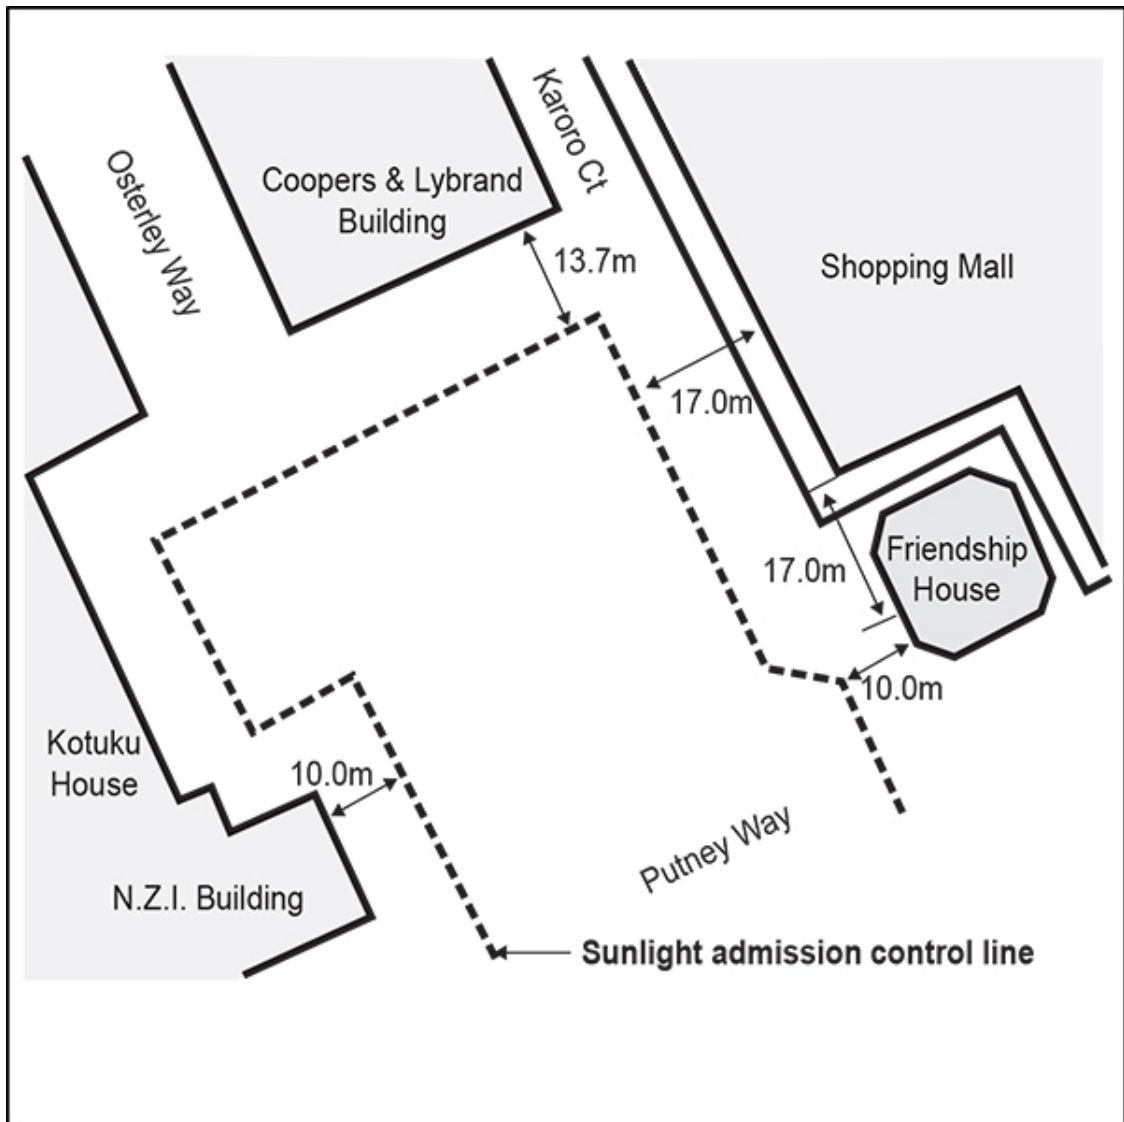 Karoro Ct
Osterley Way
Coopers & Lybrand
Building
13.7m
Shopping Mall
17.0m
17.0m
Friendship
House
10.0m
Kotuku
House
10.0m
Putney Way
N.Z.I. Building
Sunlight admission control line